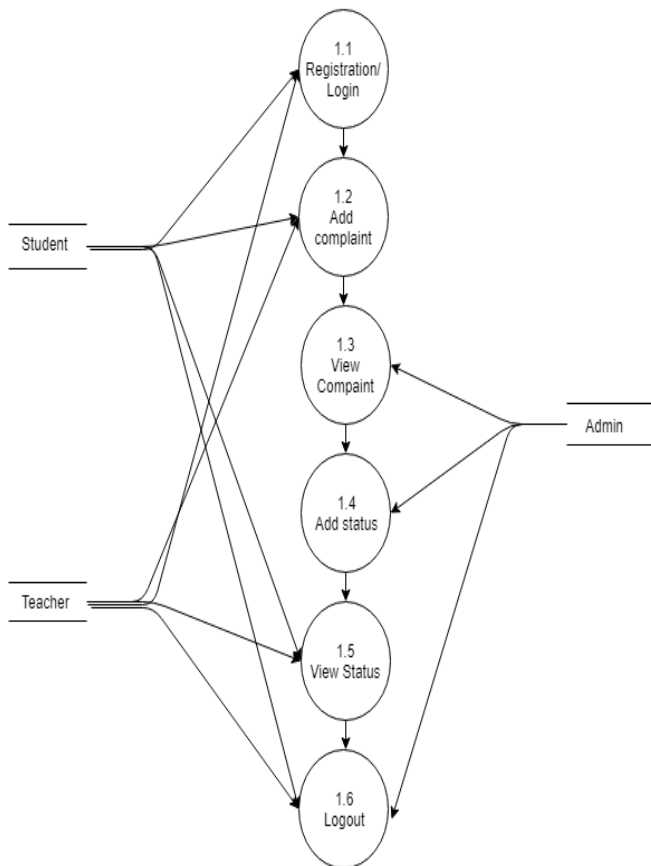 1.1
Registration/
Login
1.2
Add
complaint
Student
1.3
View
Compaint
Admin
1.4
Add status
Teacher
1.5
View Status
1.6
Logout